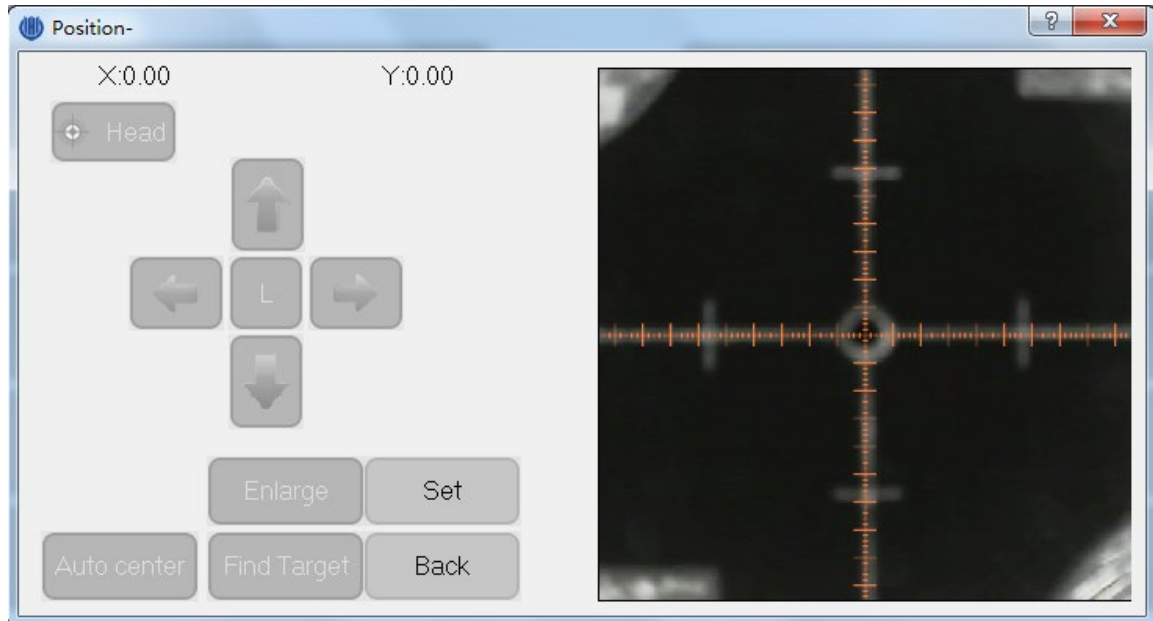 Position-
X:0.00 Y:0.00
Head
L
Enlarge Set
Auto center Find Target Back